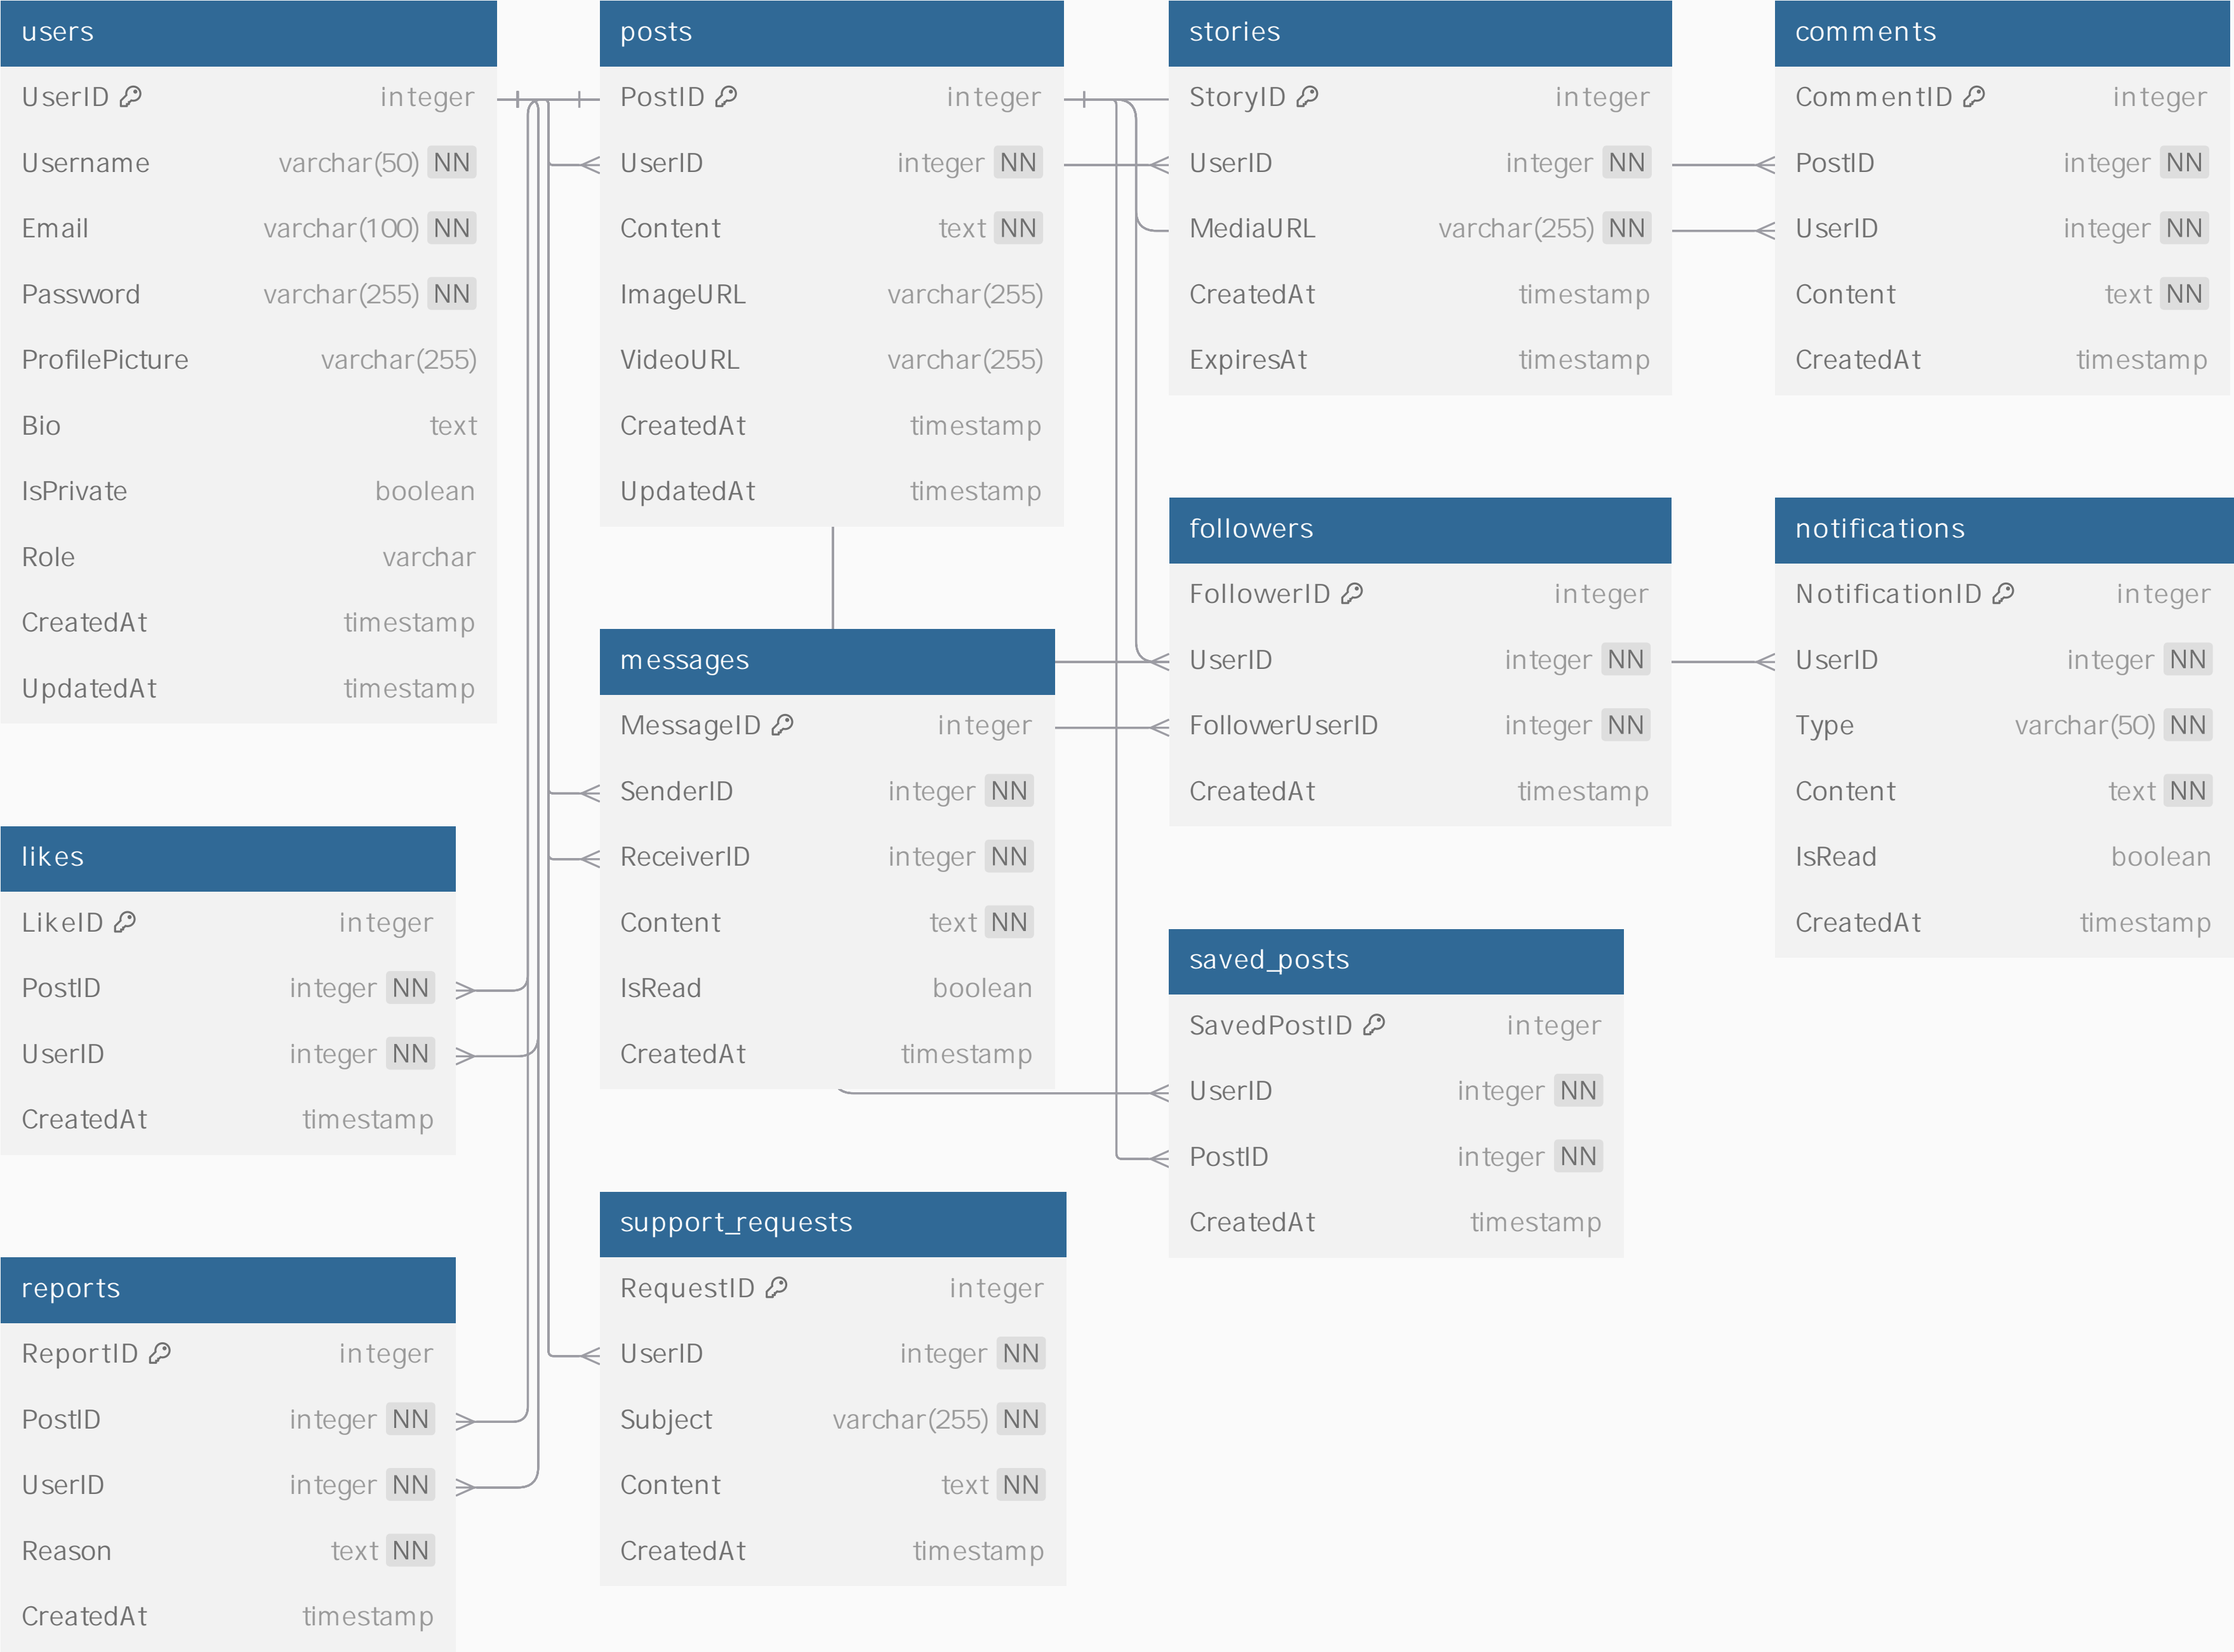 users
UserID integer
Username varchar(50) NN
Email varchar(100) NN
Password varchar(255) NN
ProfilePicture varchar(255)
Bio text
IsPrivate boolean
Role varchar
CreatedAt timestamp
UpdatedAt timestamp
posts
PostID integer
UserID integer NN
Content text NN
ImageURL varchar(255)
VideoURL varchar(255)
CreatedAt timestamp
UpdatedAt timestamp
stories
StoryID integer
UserID integer NN
MediaURL varchar(255) NN
CreatedAt timestamp
ExpiresAt timestamp
comments
CommentID integer
PostID integer NN
UserID integer NN
Content text NN
CreatedAt timestamp
followers
FollowerID integer
UserID integer NN
FollowerUserID integer NN
CreatedAt timestamp
notifications
NotificationID integer
UserID integer NN
Type varchar(50) NN
Content text NN
IsRead boolean
CreatedAt timestamp
messages
MessageID integer
SenderID integer NN
ReceiverID integer NN
Content text NN
IsRead boolean
CreatedAt timestamp
likes
LikeID integer
PostID integer NN
UserID integer NN
CreatedAt timestamp
saved_posts
SavedPostID integer
UserID integer NN
PostID integer NN
CreatedAt timestamp
support_requests
RequestID integer
UserID integer NN
Subject varchar(255) NN
Content text NN
CreatedAt timestamp
reports
ReportID integer
PostID integer NN
UserID integer NN
Reason text NN
CreatedAt timestamp